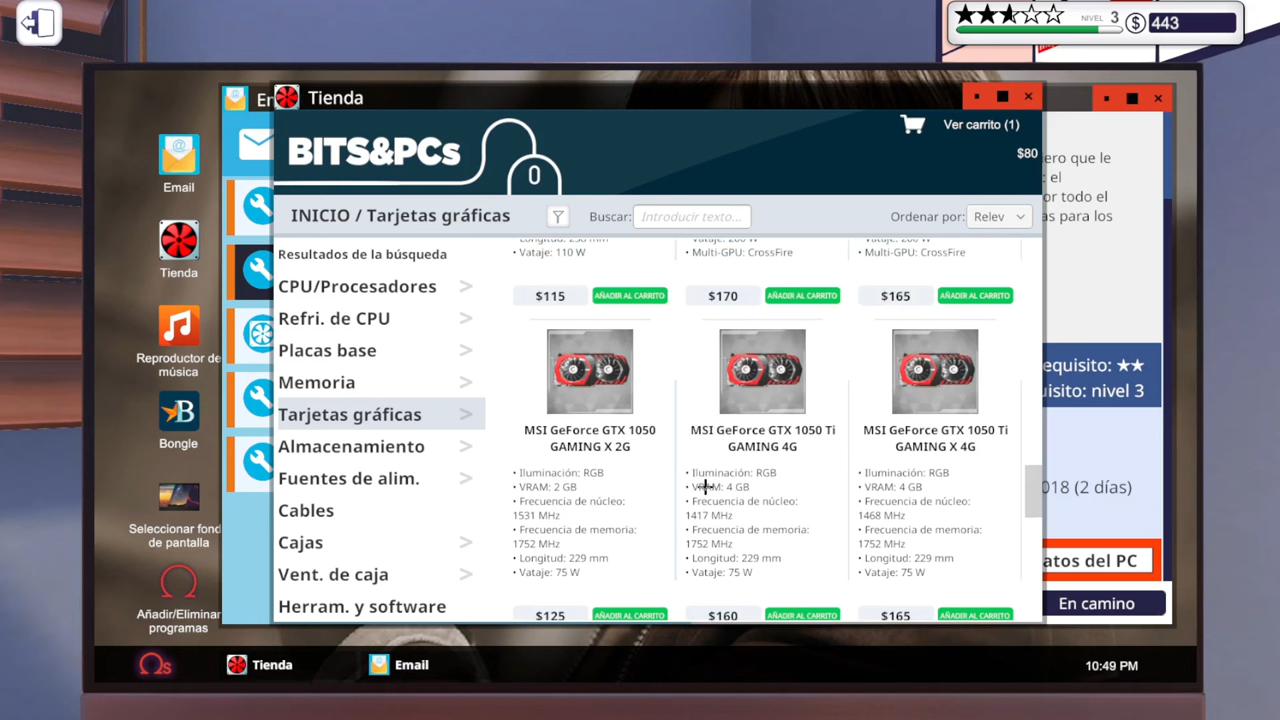 NIVEL 3 $ 443
Em
Tienda
BITS&PCs
Ver carrito (1)
$80
INICIO / Tarjetas gráficas
Buscar: Introducir texto...
Ordenar por: Relev
Resultados de la búsqueda
CPU/Procesadores >
Refri. de CPU >
Placas base >
Memoria >
Tarjetas gráficas >
Almacenamiento >
Fuentes de alim. >
Cables
Cajas >
Vent. de caja >
Herram. y software
• Vataje: 110 W
• Multi-GPU: CrossFire
• Multi-GPU: CrossFire
$115 AÑADIR AL CARRITO
$170 AÑADIR AL CARRITO
$165 AÑADIR AL CARRITO
MSI GeForce GTX 1050
GAMING X 2G
• Iluminación: RGB
• VRAM: 2 GB
• Frecuencia de núcleo:
1531 MHz
• Frecuencia de memoria:
1752 MHz
• Longitud: 229 mm
• Vataje: 75 W
$125 AÑADIR AL CARRITO
MSI GeForce GTX 1050 Ti
GAMING 4G
• Iluminación: RGB
• VRAM: 4 GB
• Frecuencia de núcleo:
1417 MHz
• Frecuencia de memoria:
1752 MHz
• Longitud: 229 mm
• Vataje: 75 W
$160 AÑADIR AL CARRITO
MSI GeForce GTX 1050 Ti
GAMING X 4G
• Iluminación: RGB
• VRAM: 4 GB
• Frecuencia de núcleo:
1468 MHz
• Frecuencia de memoria:
1752 MHz
• Longitud: 229 mm
• Vataje: 75 W
$165 AÑADIR AL CARRITO
ero que le
: el
or todo el
as para los
equisito: ★★
uisito: nivel 3
018 (2 días)
atos del PC
En camino
Email
Tienda
Reproductor de
música
Bongle
Seleccionar fond
de pantalla
Añadir/Eliminar
programas
Ωs
Tienda
Email
10:49 PM